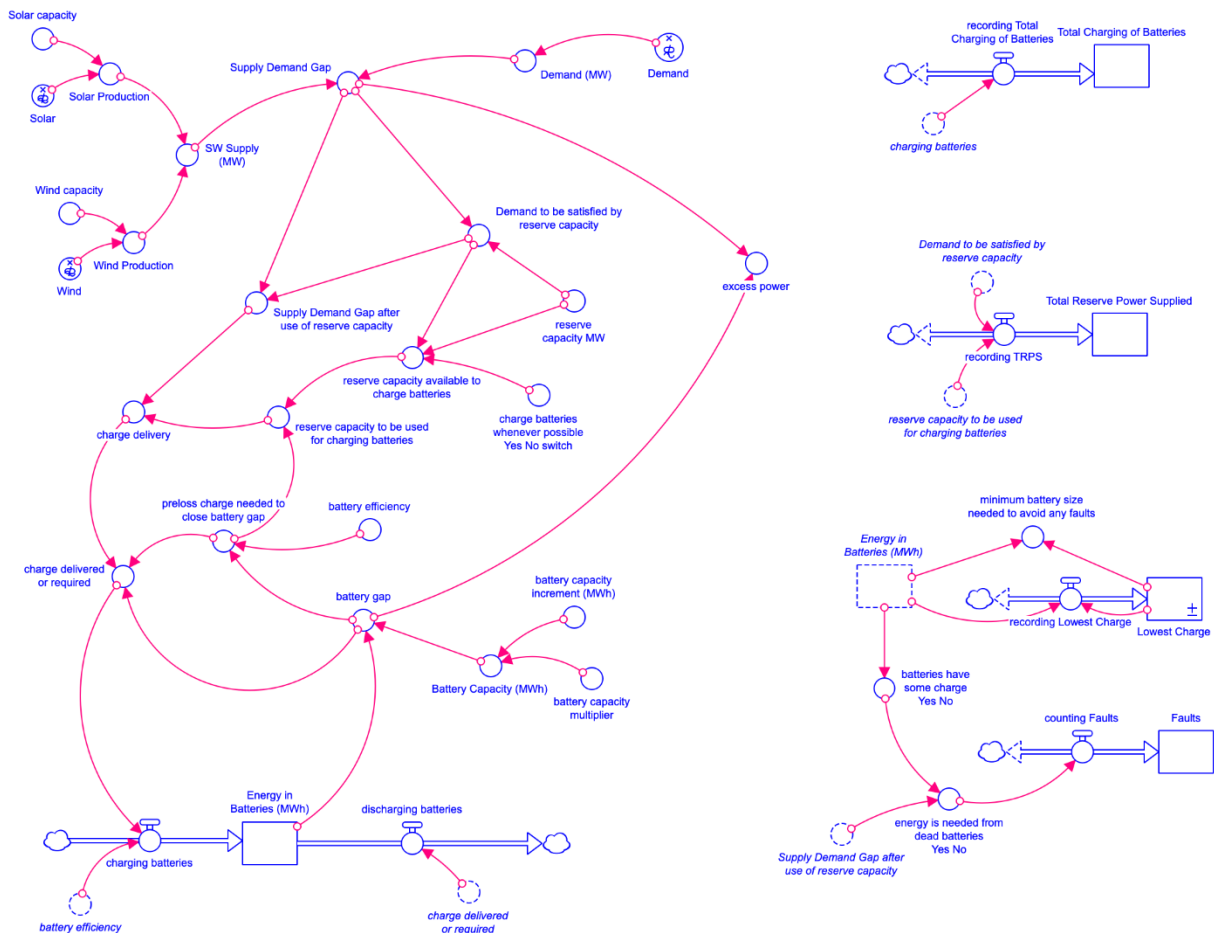 Solar capacity
Solar Production
Solar
SW Supply
(MW)
Wind capacity
Wind Production
Wind
Supply Demand Gap
Demand (MW)
Demand
Demand to be satisfied by
reserve capacity
Supply Demand Gap after
use of reserve capacity
reserve
capacity MW
excess power
reserve capacity available to
charge batteries
charge batteries
whenever possible
Yes No switch
charge delivery
reserve capacity to be used
for charging batteries
preloss charge needed to
close battery gap
battery efficiency
charge delivered
or required
battery gap
battery capacity
increment (MWh)
Battery Capacity (MWh)
battery capacity
multiplier
Energy in
Batteries (MWh)
discharging batteries
charging batteries
battery efficiency
charge delivered
or required
recording Total
Charging of Batteries
Total Charging of Batteries
charging batteries
Demand to be satisfied by
reserve capacity
Total Reserve Power Supplied
recording TRPS
reserve capacity to be used
for charging batteries
minimum battery size
needed to avoid any faults
Energy in
Batteries (MWh)
recording Lowest Charge
±
Lowest Charge
batteries have
some charge
Yes No
counting Faults
Faults
energy is needed from
dead batteries
Yes No
Supply Demand Gap after
use of reserve capacity